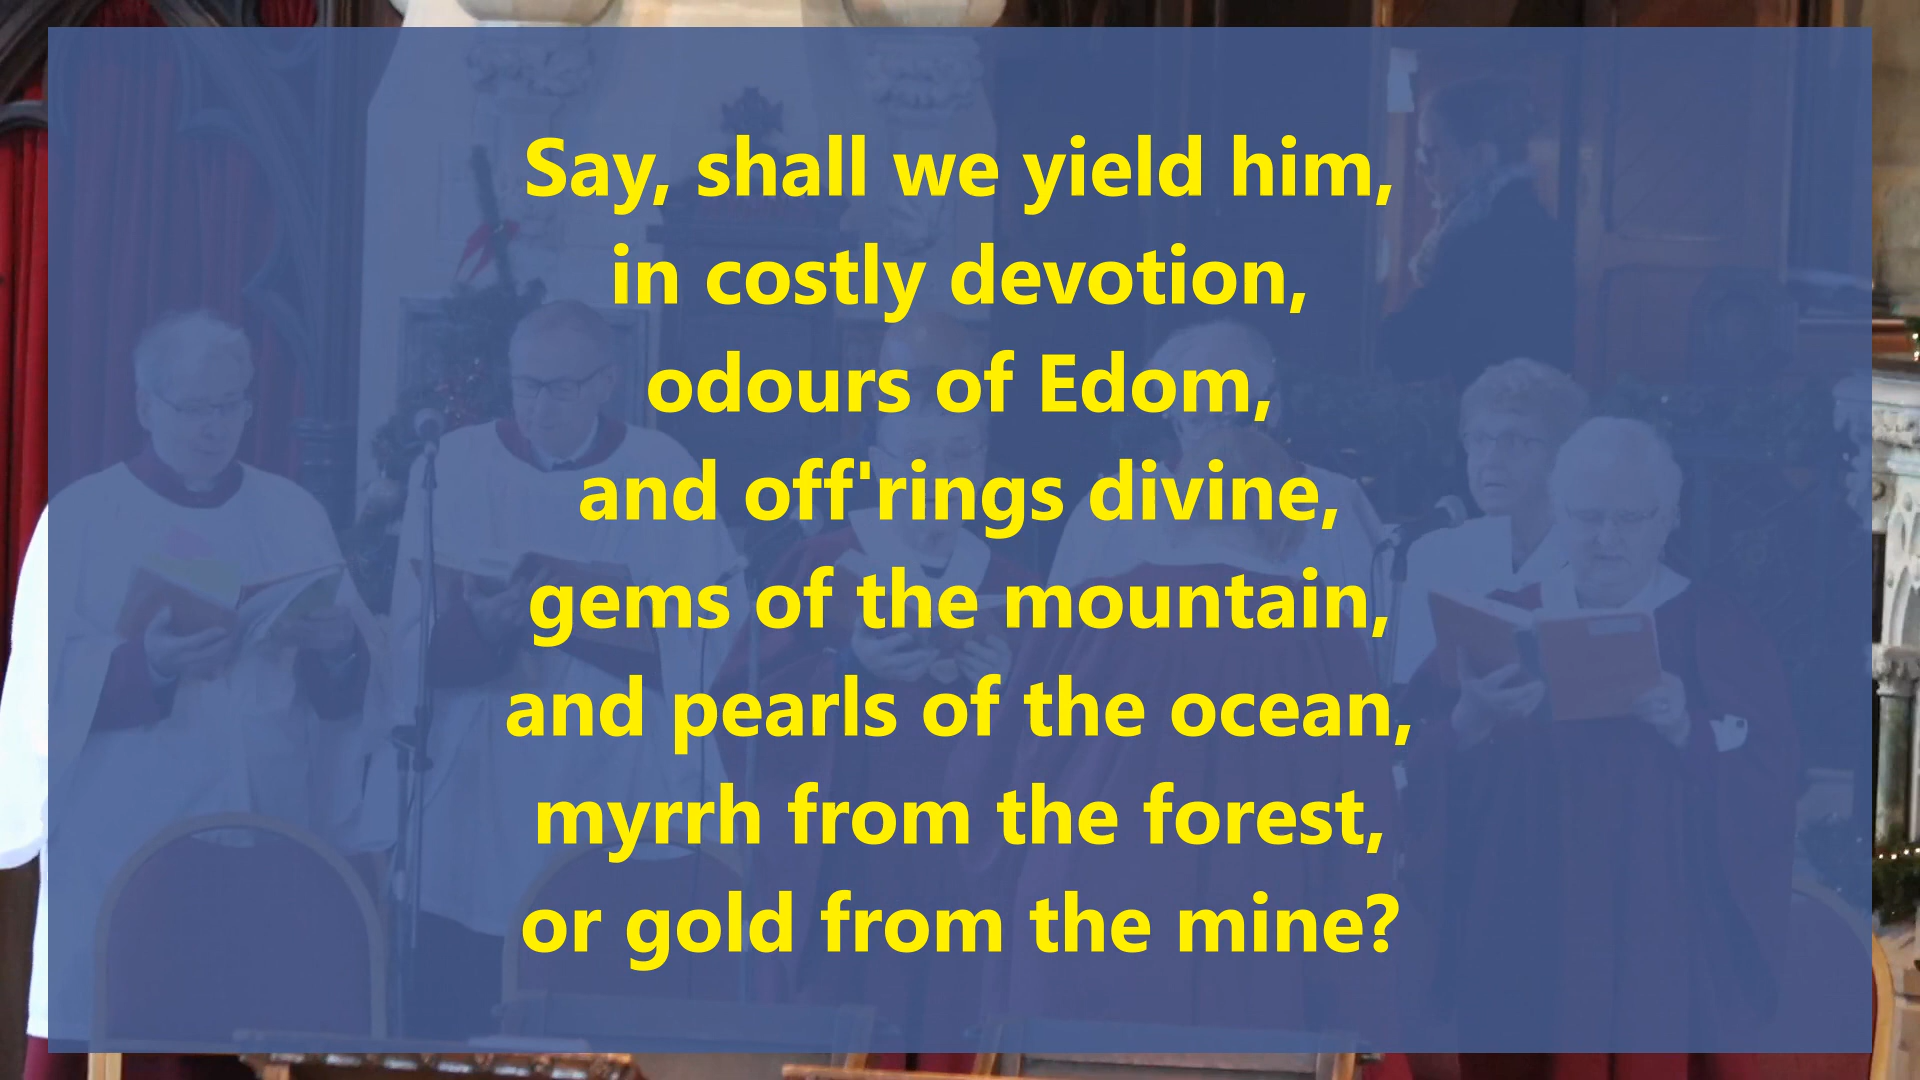 Say, shall we yield him,
in costly devotion,
odours of Edom,
and off'rings divine,
gems of the mountain,
and pearls of the ocean,
myrrh from the forest,
or gold from the mine?